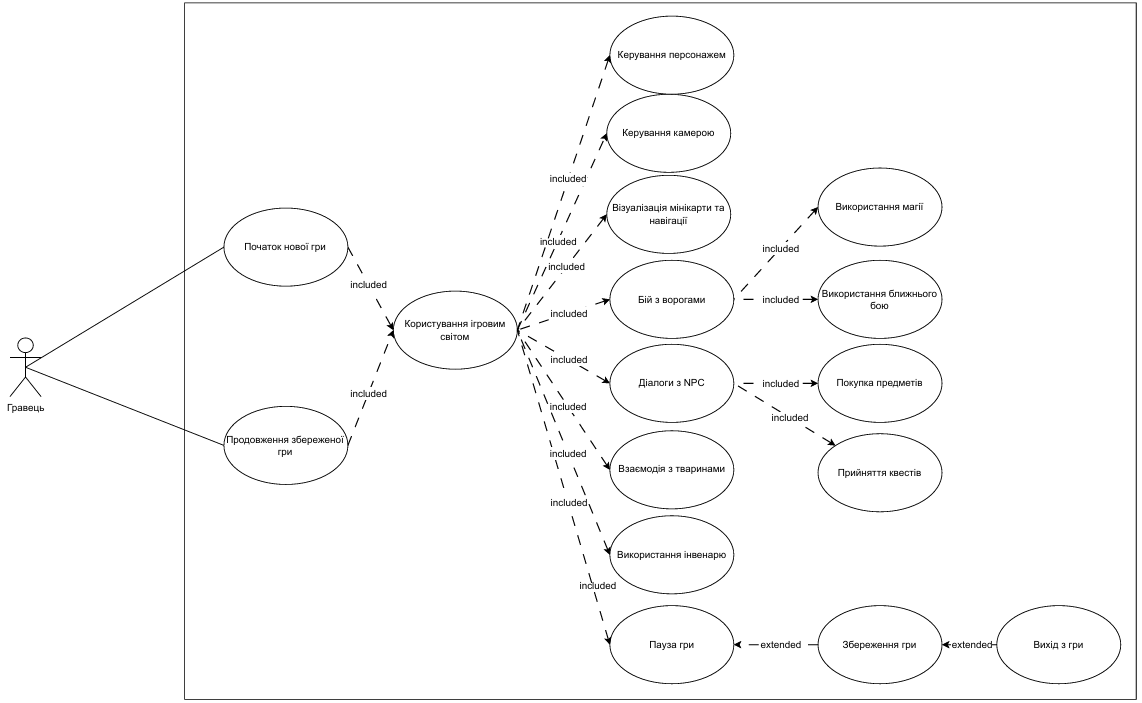 Керування персонажем
Керування камерою
included
Візуалізація мінікарти та
навігації
Використання магії
included
included
included
Початок нової гри
included
Бій з ворогами
included
Використання ближнього
бою
included
Користування ігровим
світом
included
Діалоги з NPC
included
Покупка предметів
included
included
included
Гравець
Продовження збереженої
гри
included
Взаємодія з тваринами
Прийняття квестів
included
Використання інвенарю
included
Пауза гри
extended
Збереження гри
extended
Вихід з гри